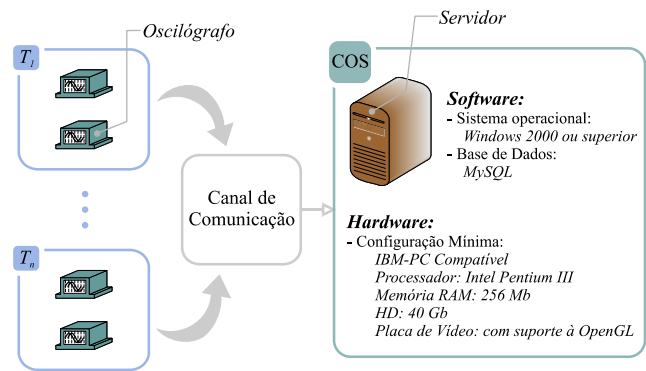 Oscilógrafo
T1
Tn
Canal de
Comunicação
Servidor
COS
Software:
- Sistema operacional:
Windows 2000 ou superior
- Base de Dados:
MySQL
Hardware:
- Configuração Mínima:
IBM-PC Compatível
Processador: Intel Pentium III
Memória RAM: 256 Mb
HD: 40 Gb
Placa de Vídeo: com suporte à OpenGL